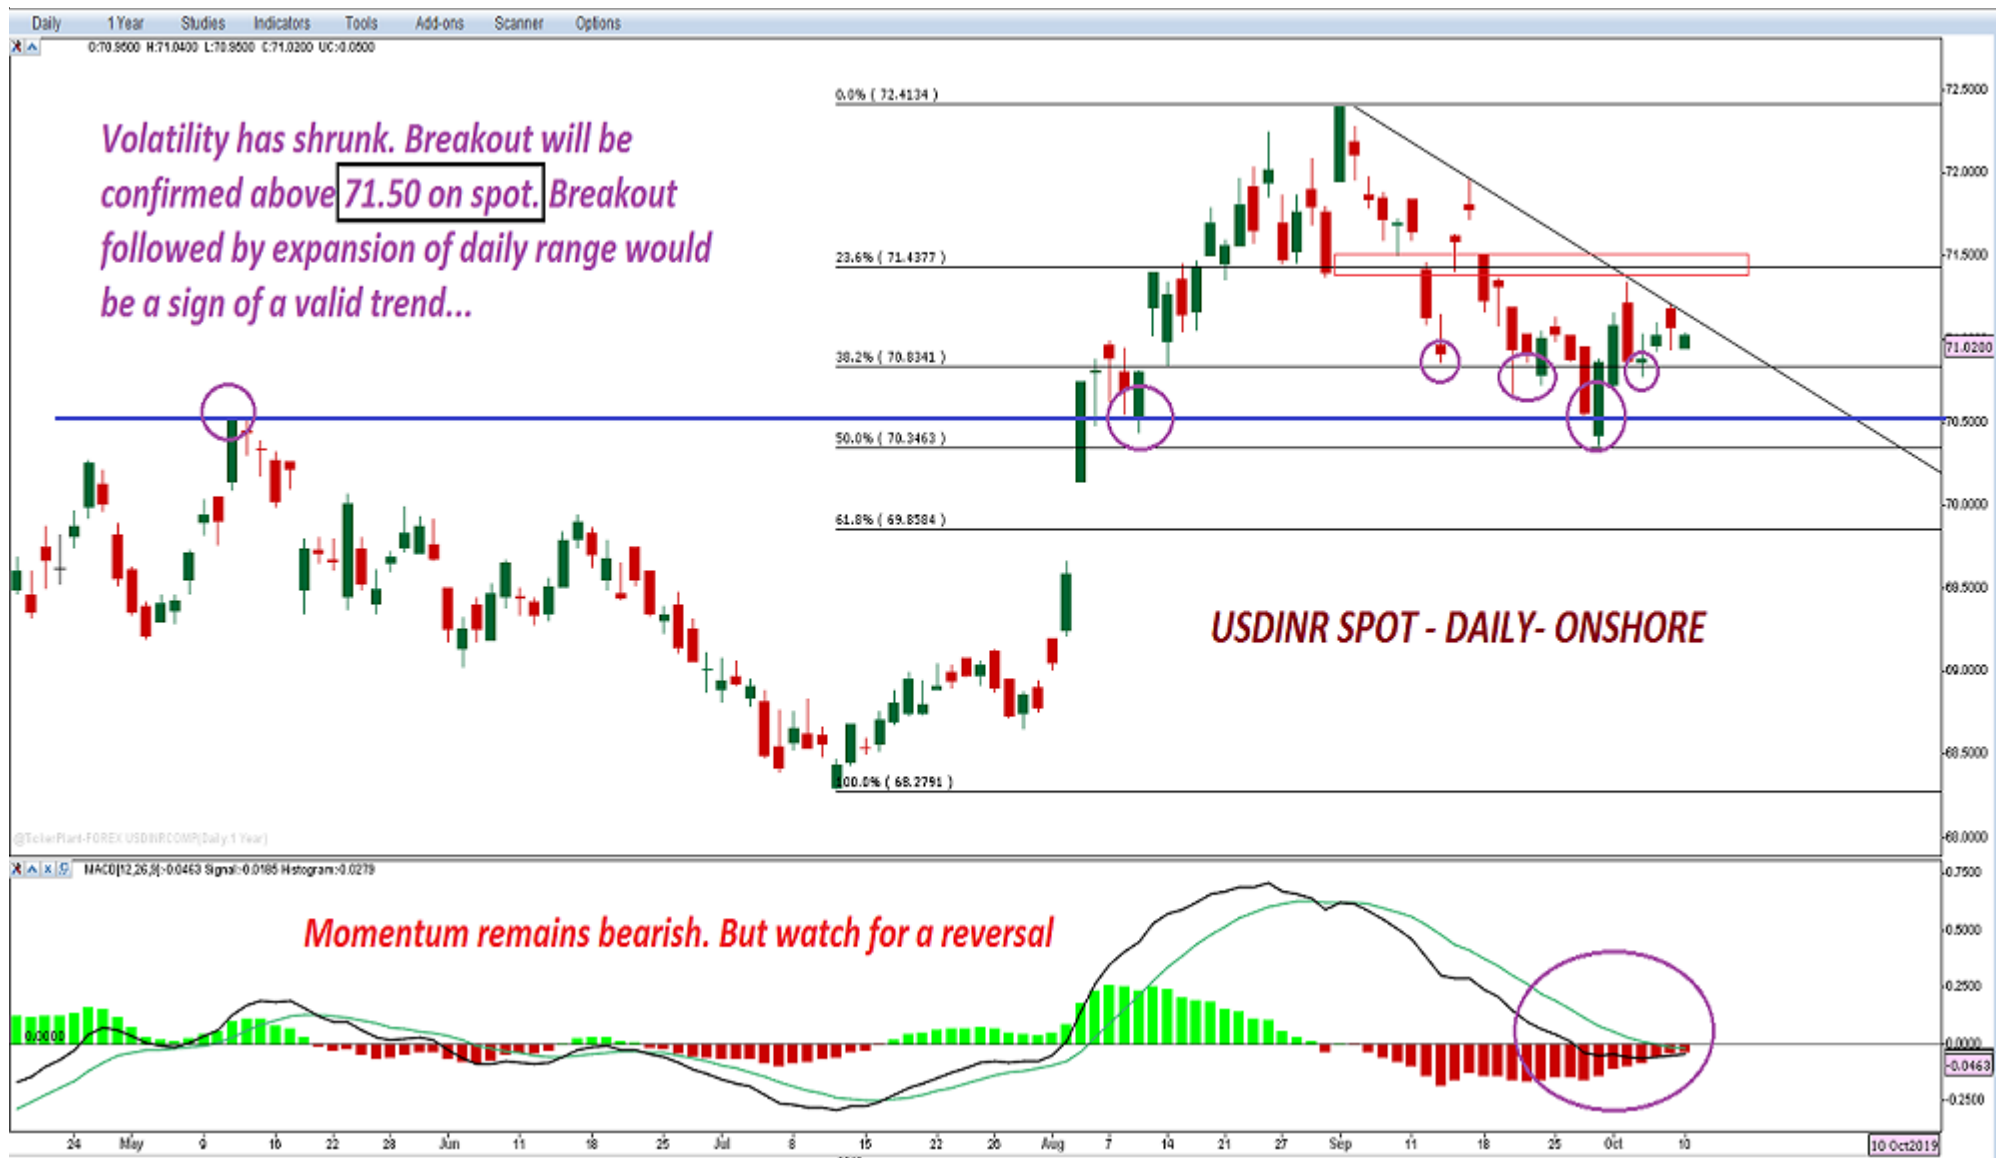 Daily 1 Year Studies Indicators Tools Add-ons Scanner Options
O:70.9500 H:71.0400 L:70.9500 C:71.0200 UC:0.0500
Volatility has shrunk. Breakout will be
confirmed above 71.50 on spot. Breakout
followed by expansion of daily range would
be a sign of a valid trend...
0.0% ( 72.4134 )
23.6% ( 71.4377 )
38.2% ( 70.8341 )
50.0% ( 70.3463 )
61.8% ( 69.8584 )
100.0% ( 68.2791 )
72.5000
72.0000
71.5000
71.0200
70.5000
70.0000
69.5000
69.0000
68.5000
68.0000
USDINR SPOT - DAILY- ONSHORE
@TickerPlant-FOREX USDINRCOMP(Daily 1 Year)
MACD[12,26,9]:-0.0463 Signal:-0.0185 Histogram:-0.0279
Momentum remains bearish. But watch for a reversal
0.0000
0.7500
0.5000
0.2500
0.0000
-0.0463
-0.2500
24 May 9 16 22 28 Jun 11 18 25 Jul 8 15 22 26 Aug 7 14 21 27 Sep 11 18 25 Oct 10
10 Oct2019